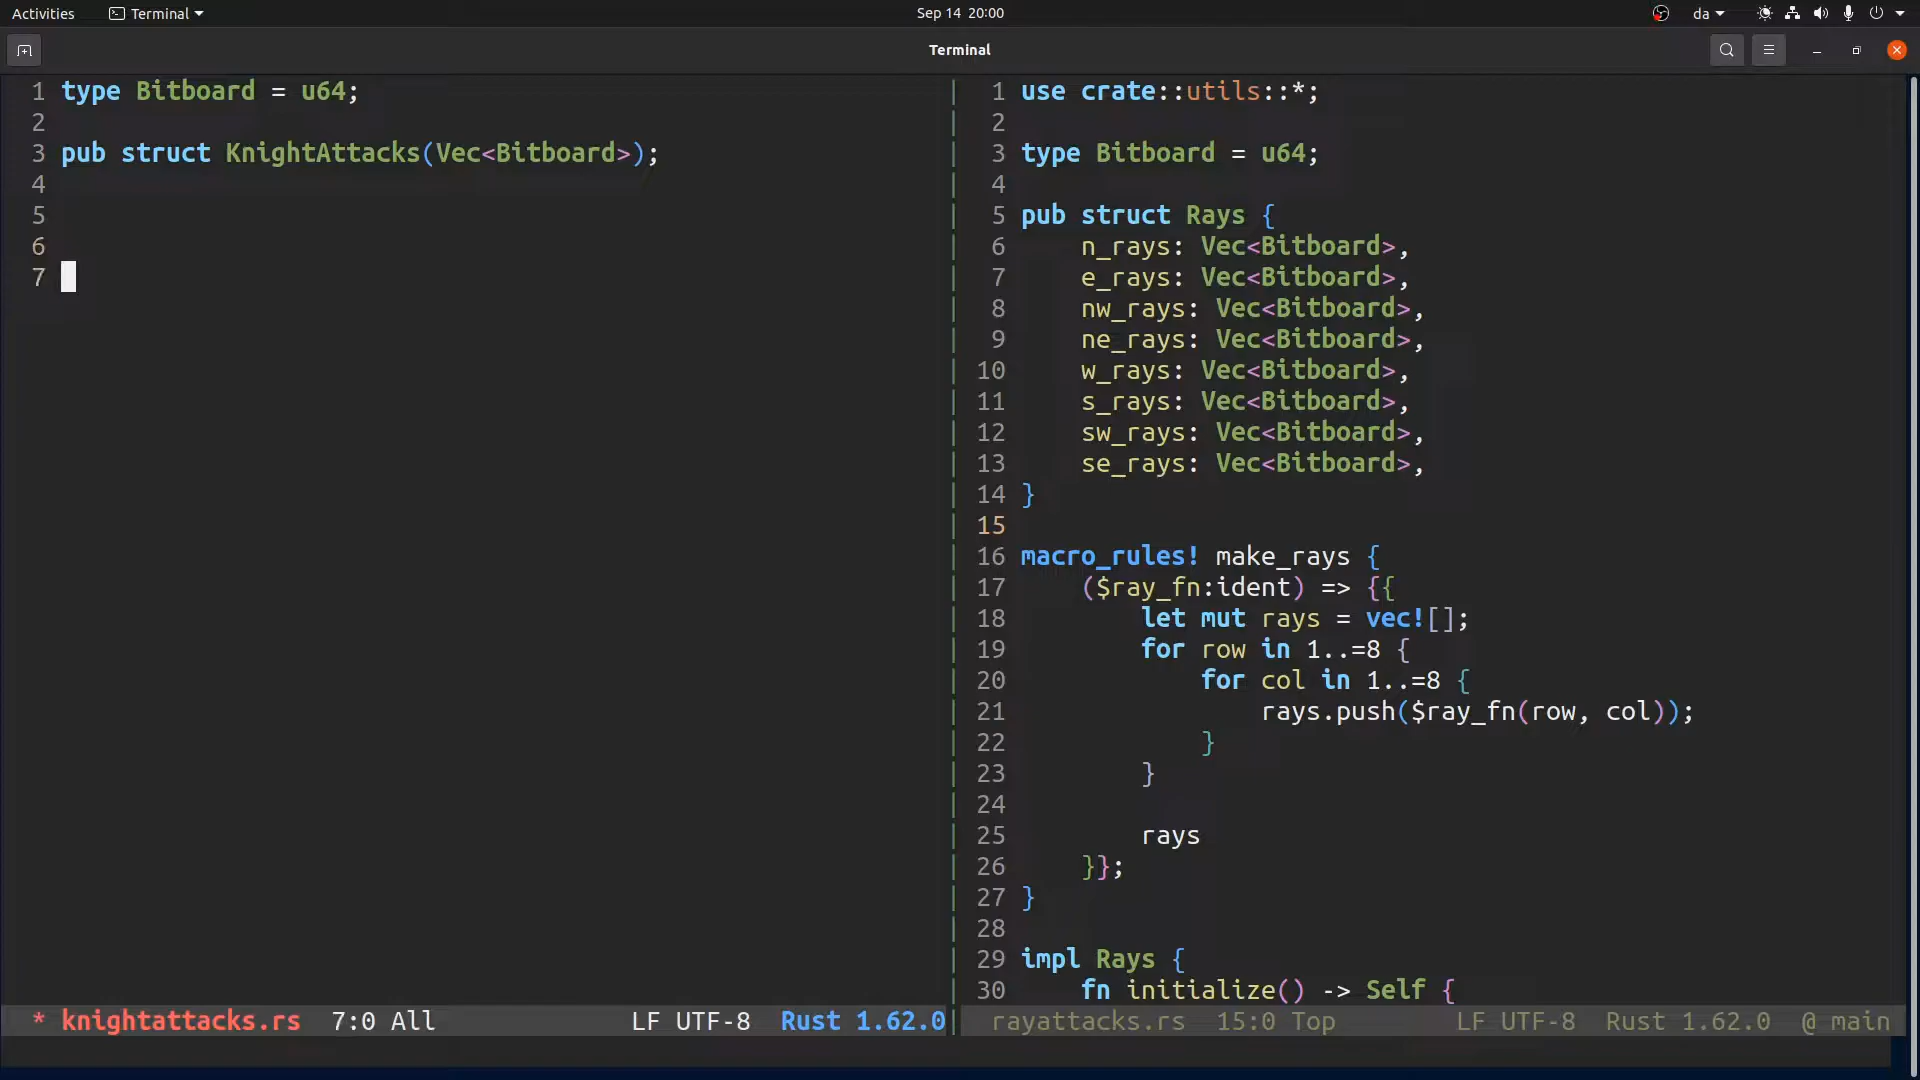 Activities
Terminal
Sep 14 20:00
da
Terminal
1 type Bitboard = u64;
2
3 pub struct KnightAttacks(Vec<Bitboard>);
4
5
6
7
* knightattacks.rs 7:0 All LF UTF-8 Rust 1.62.0
1 use crate::utils::*;
2
3 type Bitboard = u64;
4
5 pub struct Rays {
6     n_rays: Vec<Bitboard>,
7     e_rays: Vec<Bitboard>,
8     nw_rays: Vec<Bitboard>,
9     ne_rays: Vec<Bitboard>,
10     w_rays: Vec<Bitboard>,
11     s_rays: Vec<Bitboard>,
12     sw_rays: Vec<Bitboard>,
13     se_rays: Vec<Bitboard>,
14 }
15
16 macro_rules! make_rays {
17     ($ray_fn:ident) => {{
18         let mut rays = vec![];
19         for row in 1..=8 {
20             for col in 1..=8 {
21                 rays.push($ray_fn(row, col));
22             }
23         }
24
25         rays
26     }};
27 }
28
29 impl Rays {
30     fn initialize() -> Self {
rayattacks.rs 15:0 Top LF UTF-8 Rust 1.62.0 @ main